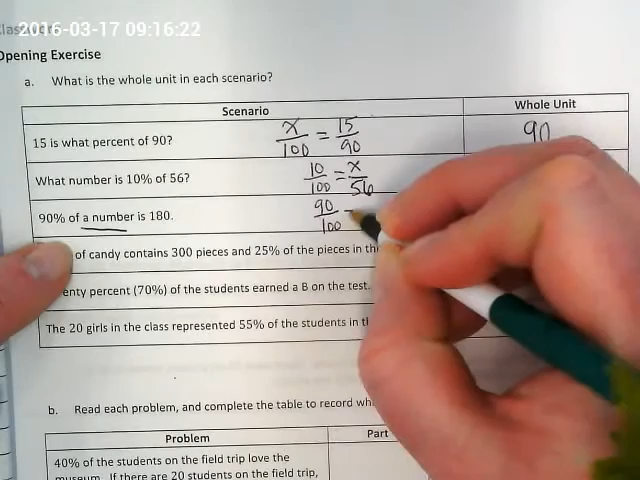 2016-03-17 09:16:22
Opening Exercise
a. What is the whole unit in each scenario?
Scenario Whole Unit
15 is what percent of 90? x/100 = 15/90 90
What number is 10% of 56? 10/100 = x/56
90% of a number is 180. 90/100
of candy contains 300 pieces and 25% of the pieces in the
(70%) of the students earned a B on the test.
The 20 girls in the class represented 55% of the students in
b. Read each problem, and complete the table to record
Problem Part
40% of the students on the field trip love the
museum. If there are 20 students on the field trip,